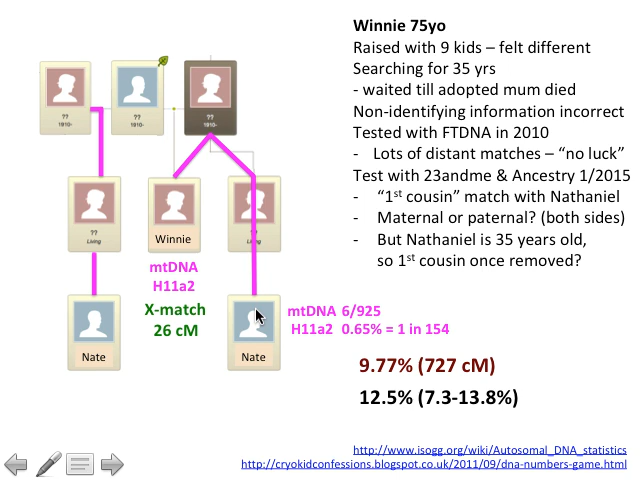 Winnie 75yo
Raised with 9 kids – felt different
Searching for 35 yrs
- waited till adopted mum died
Non-identifying information incorrect
Tested with FTDNA in 2010
- Lots of distant matches – “no luck”
Test with 23andme & Ancestry 1/2015
- “1st cousin” match with Nathaniel
- Maternal or paternal? (both sides)
- But Nathaniel is 35 years old,
so 1st cousin once removed?
??
1910-
??
1910-
??
1910-
??
Living
Winnie
Living
mtDNA
H11a2
X-match
26 cM
Nate
Nate
mtDNA 6/925
H11a2 0.65% = 1 in 154
9.77% (727 cM)
12.5% (7.3-13.8%)
http://www.isogg.org/wiki/Autosomal_DNA_statistics
http://cryokidconfessions.blogspot.co.uk/2011/09/dna-numbers-game.html